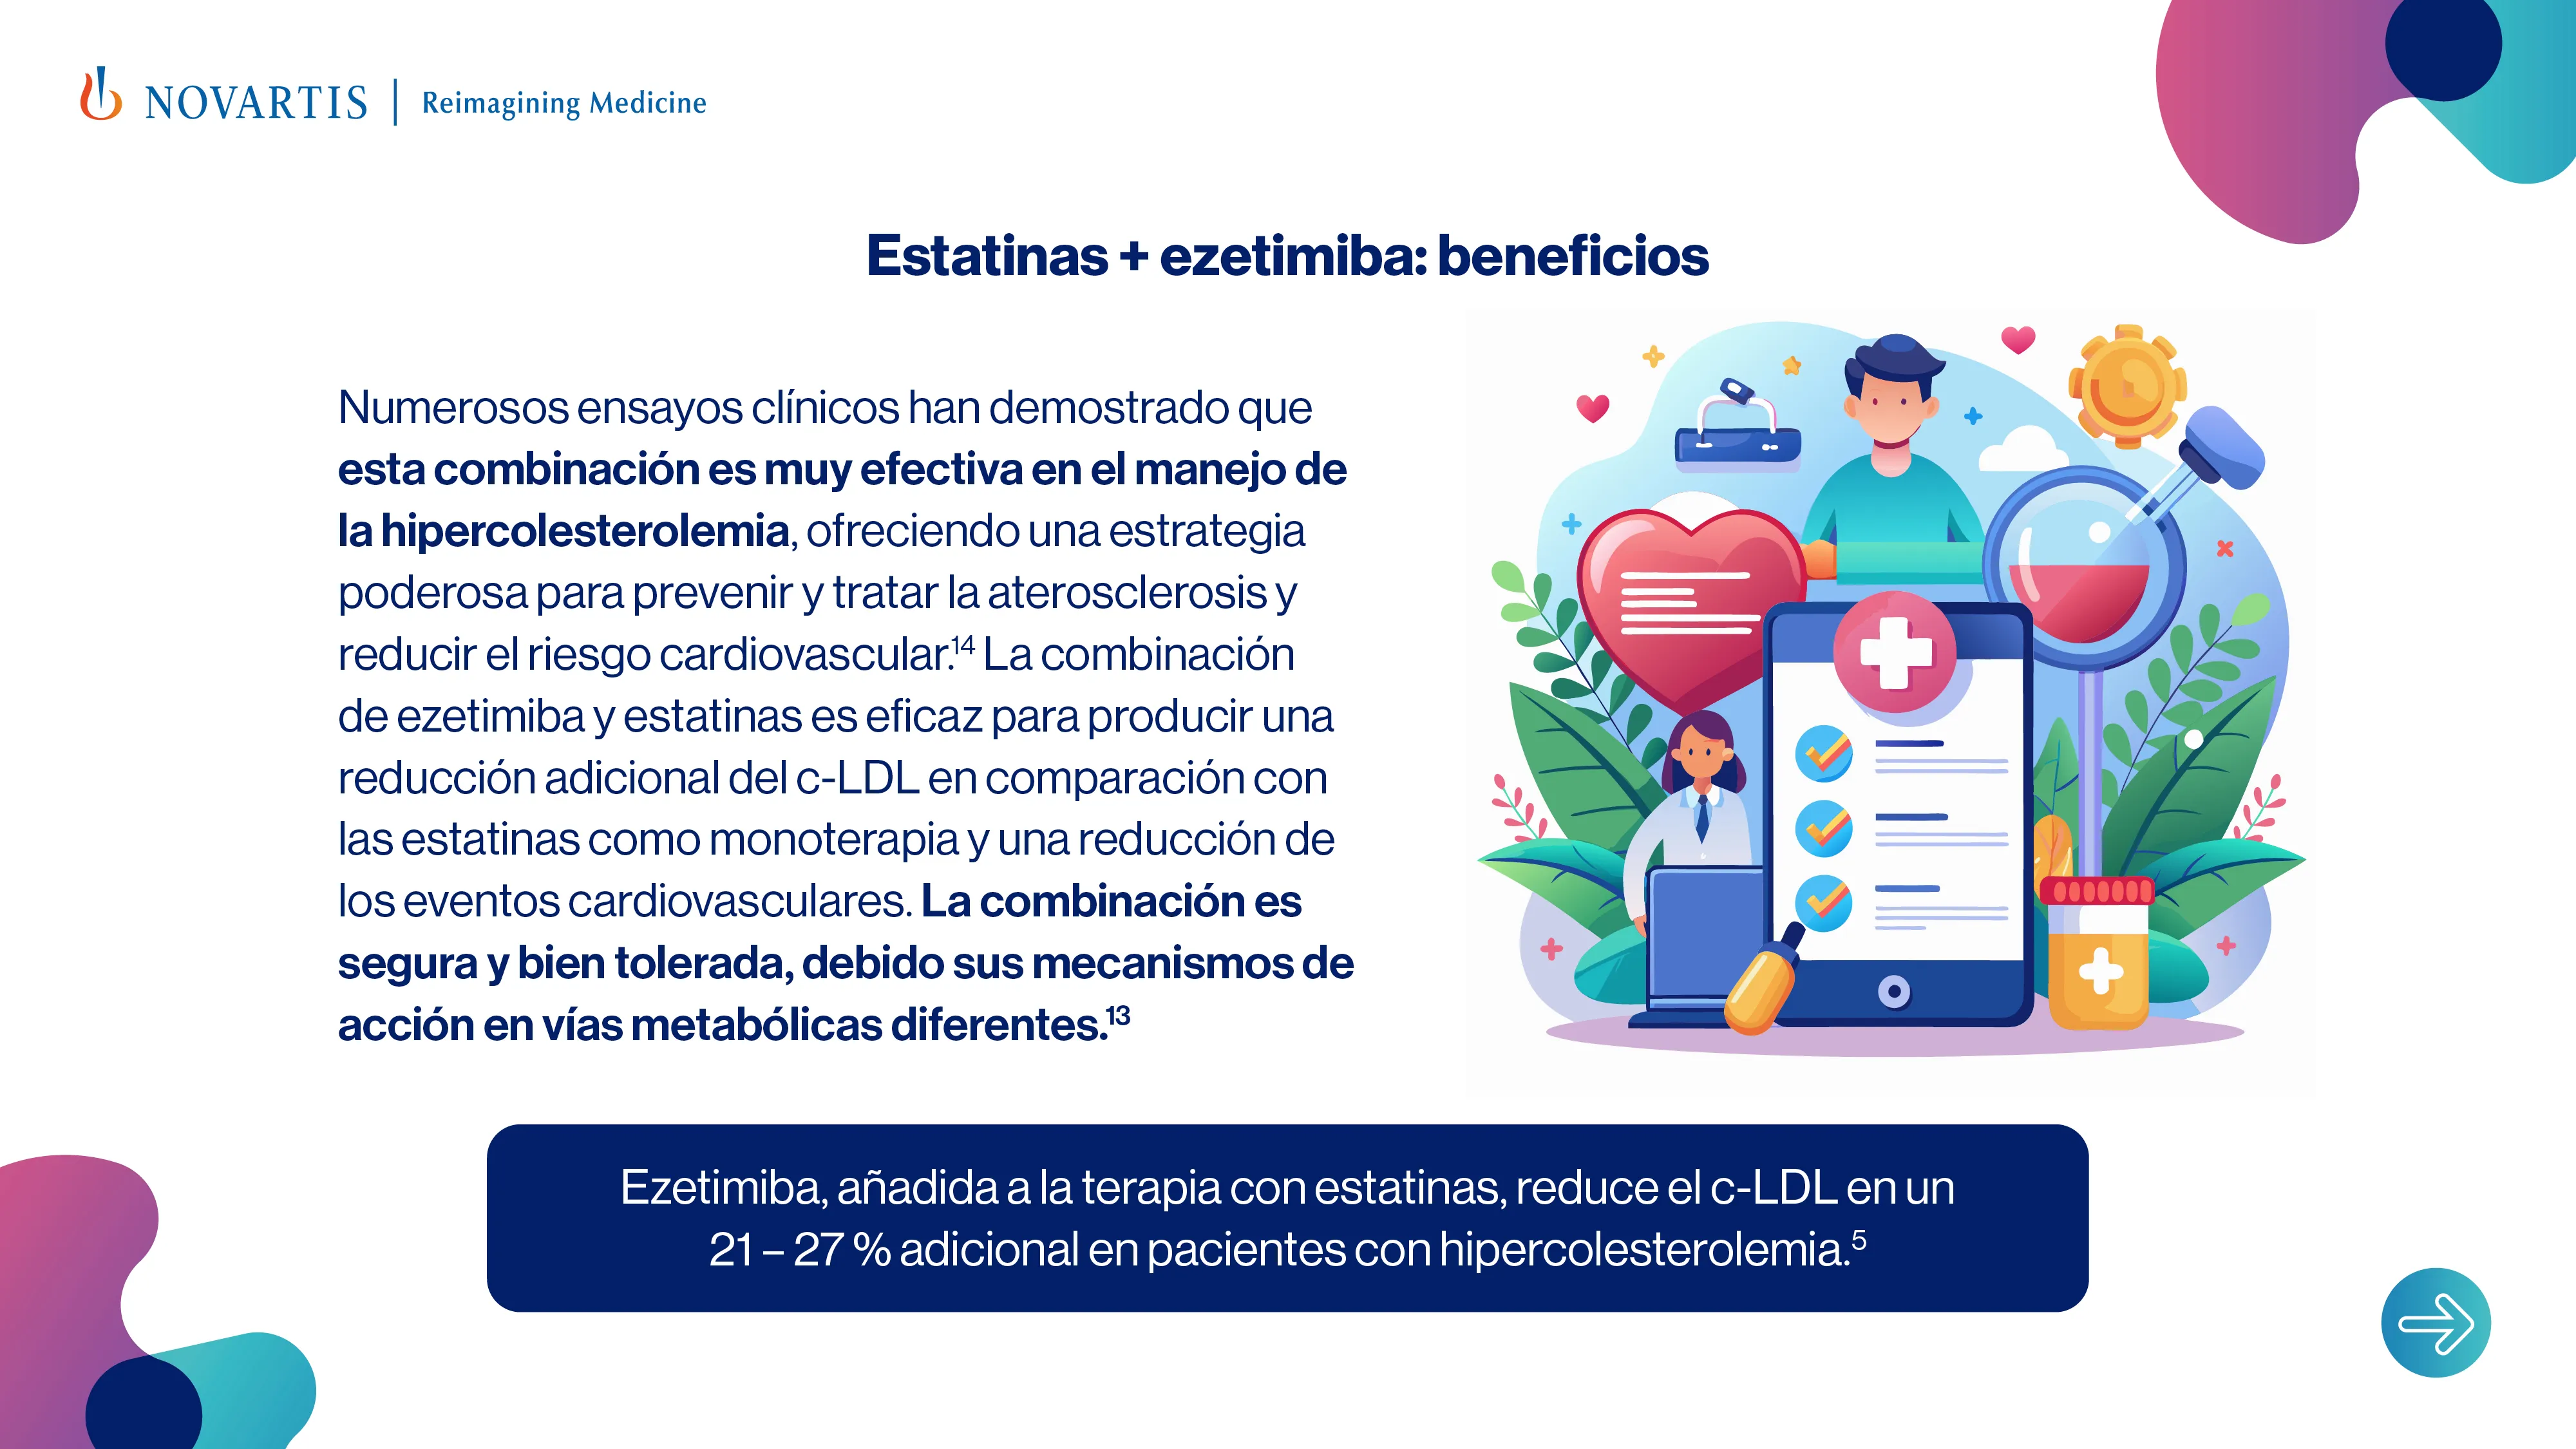 NOVARTIS | Reimagining Medicine
Estatinas + ezetimiba: beneficios
Numerosos ensayos clínicos han demostrado que
esta combinación es muy efectiva en el manejo de
la hipercolesterolemia, ofreciendo una estrategia
poderosa para prevenir y tratar la aterosclerosis y
reducir el riesgo cardiovascular.¹⁴ La combinación
de ezetimiba y estatinas es eficaz para producir una
reducción adicional del c-LDL en comparación con
las estatinas como monoterapia y una reducción de
los eventos cardiovasculares. La combinación es
segura y bien tolerada, debido sus mecanismos de
acción en vías metabólicas diferentes.¹³
Ezetimiba, añadida a la terapia con estatinas, reduce el c-LDL en un
21 – 27 % adicional en pacientes con hipercolesterolemia.⁵